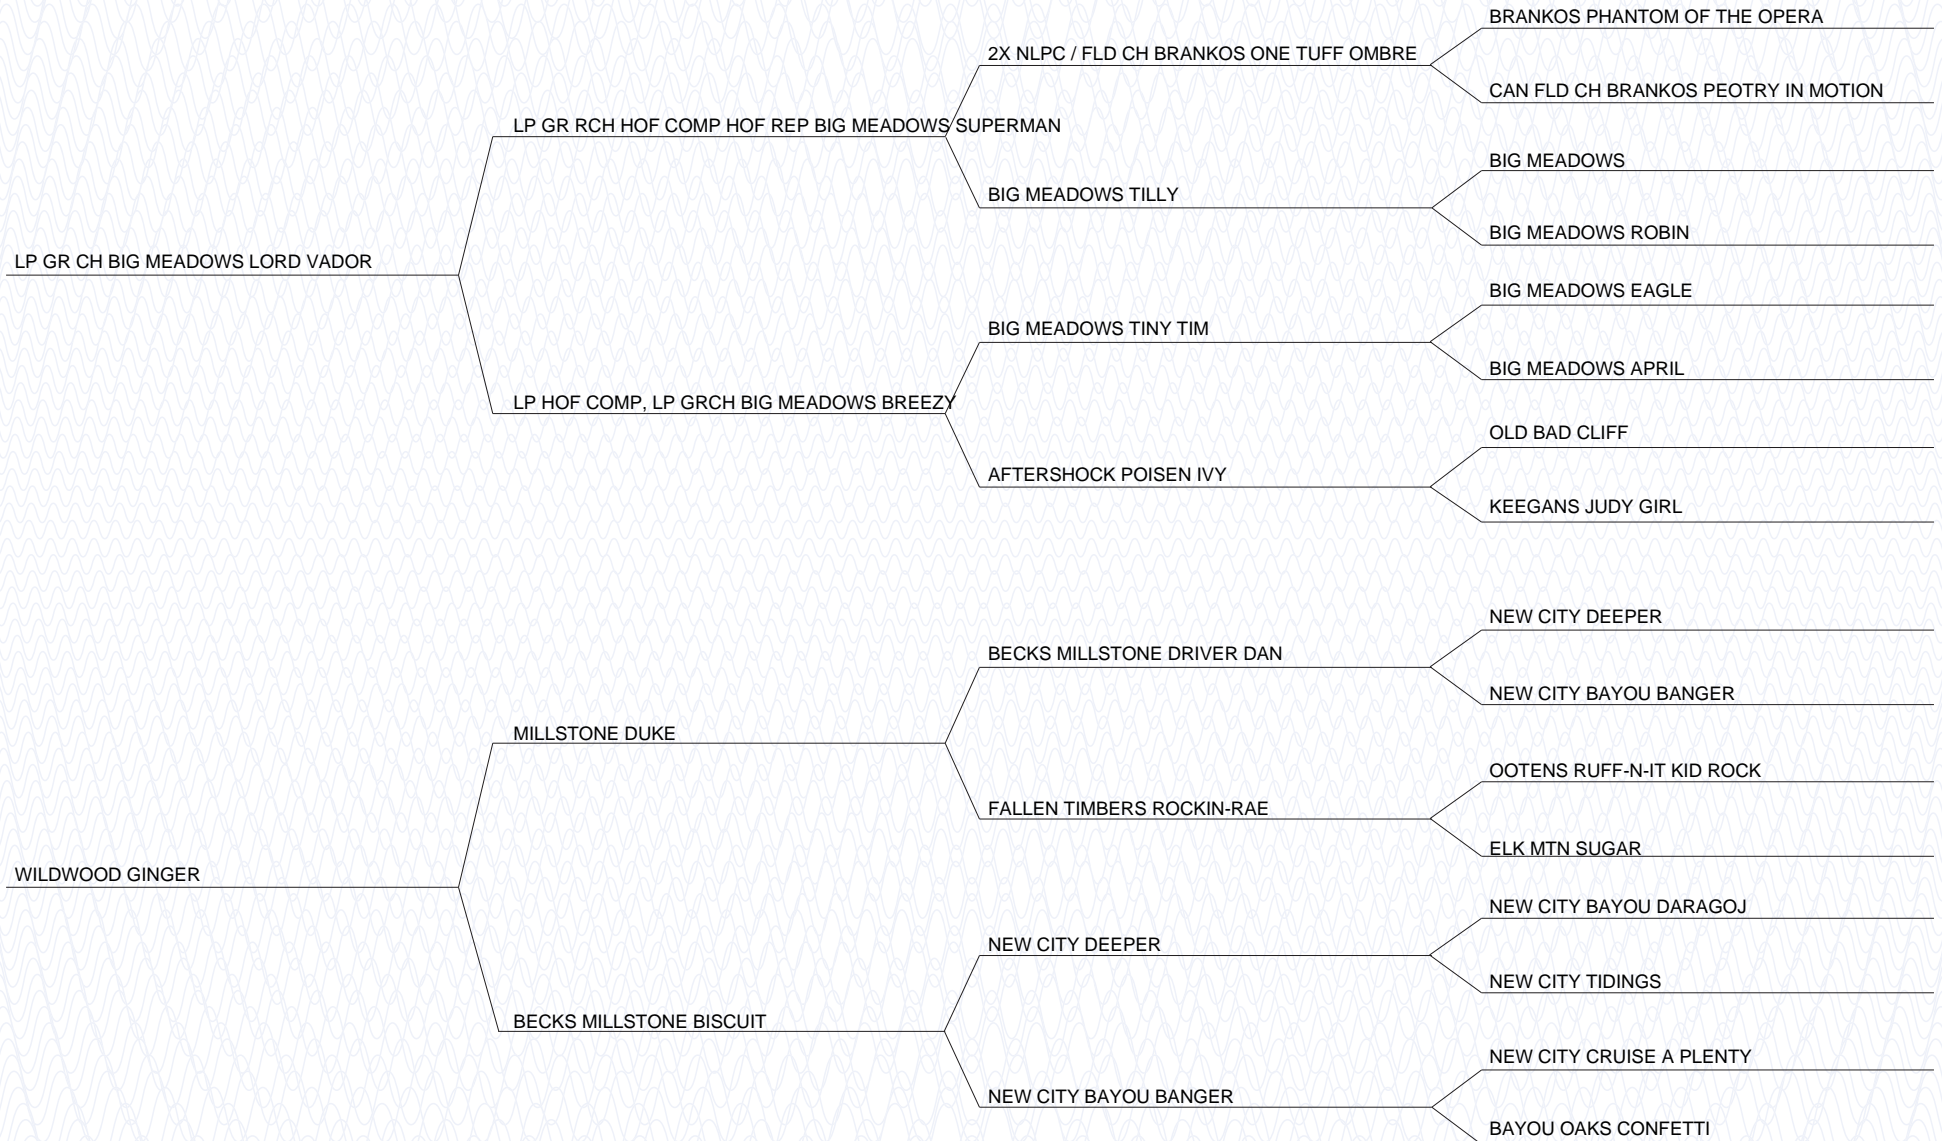 BRANKOS PHANTOM OF THE OPERA
2X NLPC / FLD CH BRANKOS ONE TUFF OMBRE
CAN FLD CH BRANKOS PEOTRY IN MOTION
LP GR RCH HOF COMP HOF REP BIG MEADOWS SUPERMAN
BIG MEADOWS
BIG MEADOWS TILLY
BIG MEADOWS ROBIN
LP GR CH BIG MEADOWS LORD VADOR
BIG MEADOWS EAGLE
BIG MEADOWS TINY TIM
BIG MEADOWS APRIL
LP HOF COMP, LP GRCH BIG MEADOWS BREEZY
OLD BAD CLIFF
AFTERSHOCK POISEN IVY
KEEGANS JUDY GIRL
NEW CITY DEEPER
BECKS MILLSTONE DRIVER DAN
NEW CITY BAYOU BANGER
MILLSTONE DUKE
OOTENS RUFF-N-IT KID ROCK
FALLEN TIMBERS ROCKIN-RAE
ELK MTN SUGAR
WILDWOOD GINGER
NEW CITY BAYOU DARAGOJ
NEW CITY DEEPER
NEW CITY TIDINGS
BECKS MILLSTONE BISCUIT
NEW CITY CRUISE A PLENTY
NEW CITY BAYOU BANGER
BAYOU OAKS CONFETTI